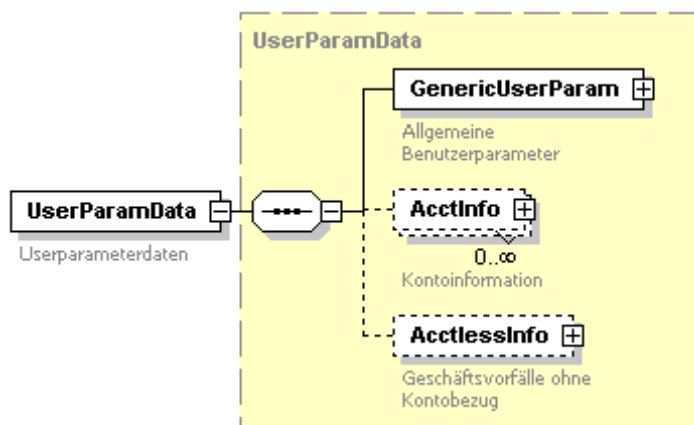 UserParamData
GenericUserParam
Allgemeine
Benutzerparameter
UserParamData
Userparameterdaten
AcctInfo
0..∞
Kontoinformation
AcctlessInfo
Geschäftsvorfälle ohne
Kontobezug